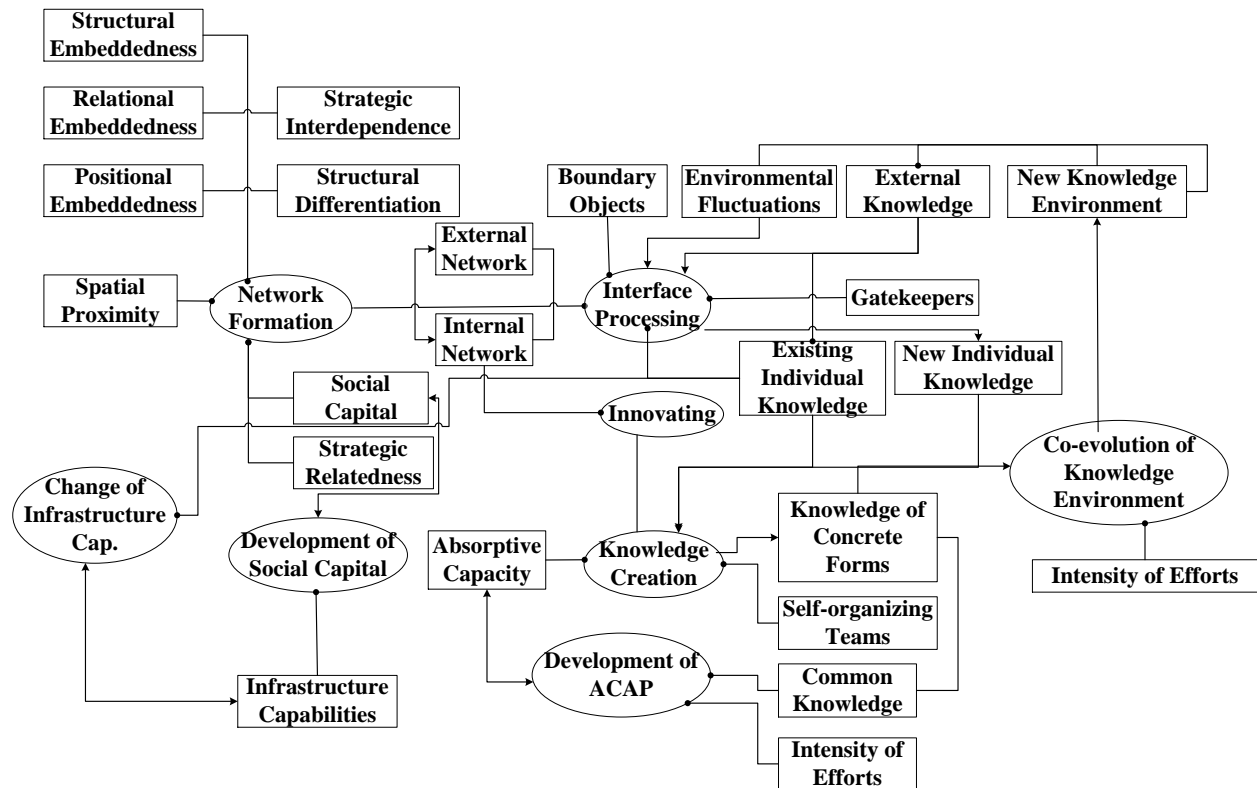 Structural
Embeddedness
Relational
Embeddedness
Strategic
Interdependence
Positional
Embeddedness
Structural
Differentiation
Boundary
Objects
Environmental
Fluctuations
External
Knowledge
New Knowledge
Environment
External
Network
Spatial
Proximity
Network
Formation
Interface
Processing
Gatekeepers
Internal
Network
Existing
Individual
Knowledge
New Individual
Knowledge
Social
Capital
Innovating
Strategic
Relatedness
Co-evolution of
Knowledge
Environment
Change of
Infrastructure
Cap.
Development of
Social Capital
Absorptive
Capacity
Knowledge
Creation
Knowledge of
Concrete
Forms
Intensity of Efforts
Self-organizing
Teams
Development of
ACAP
Common
Knowledge
Infrastructure
Capabilities
Intensity of
Efforts